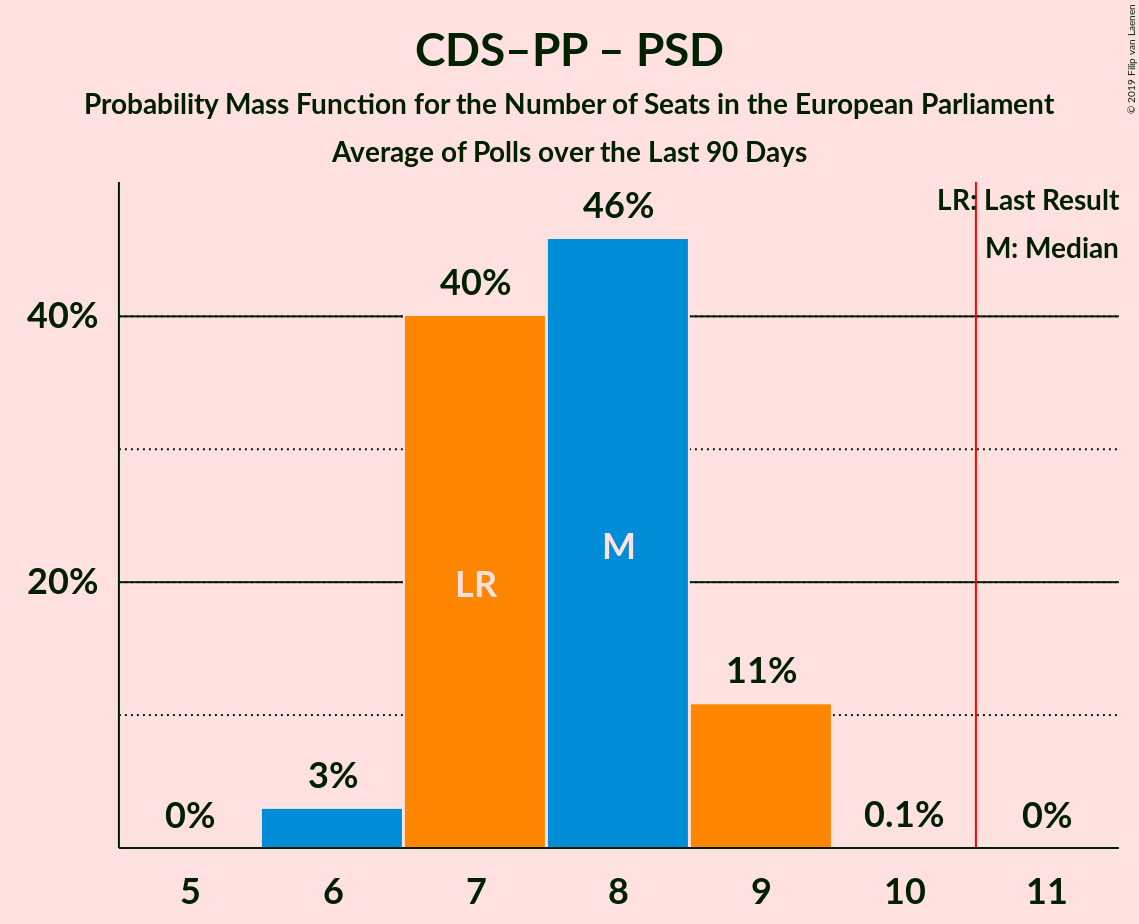 CDS–PP – PSD
Probability Mass Function for the Number of Seats in the European Parliament
Average of Polls over the Last 90 Days
© 2019 Filip van Laenen
LR: Last Result
M: Median
46%
40%
40%
M
LR
20%
11%
3%
0%
0.1%
0%
5 6 7 8 9 10 11